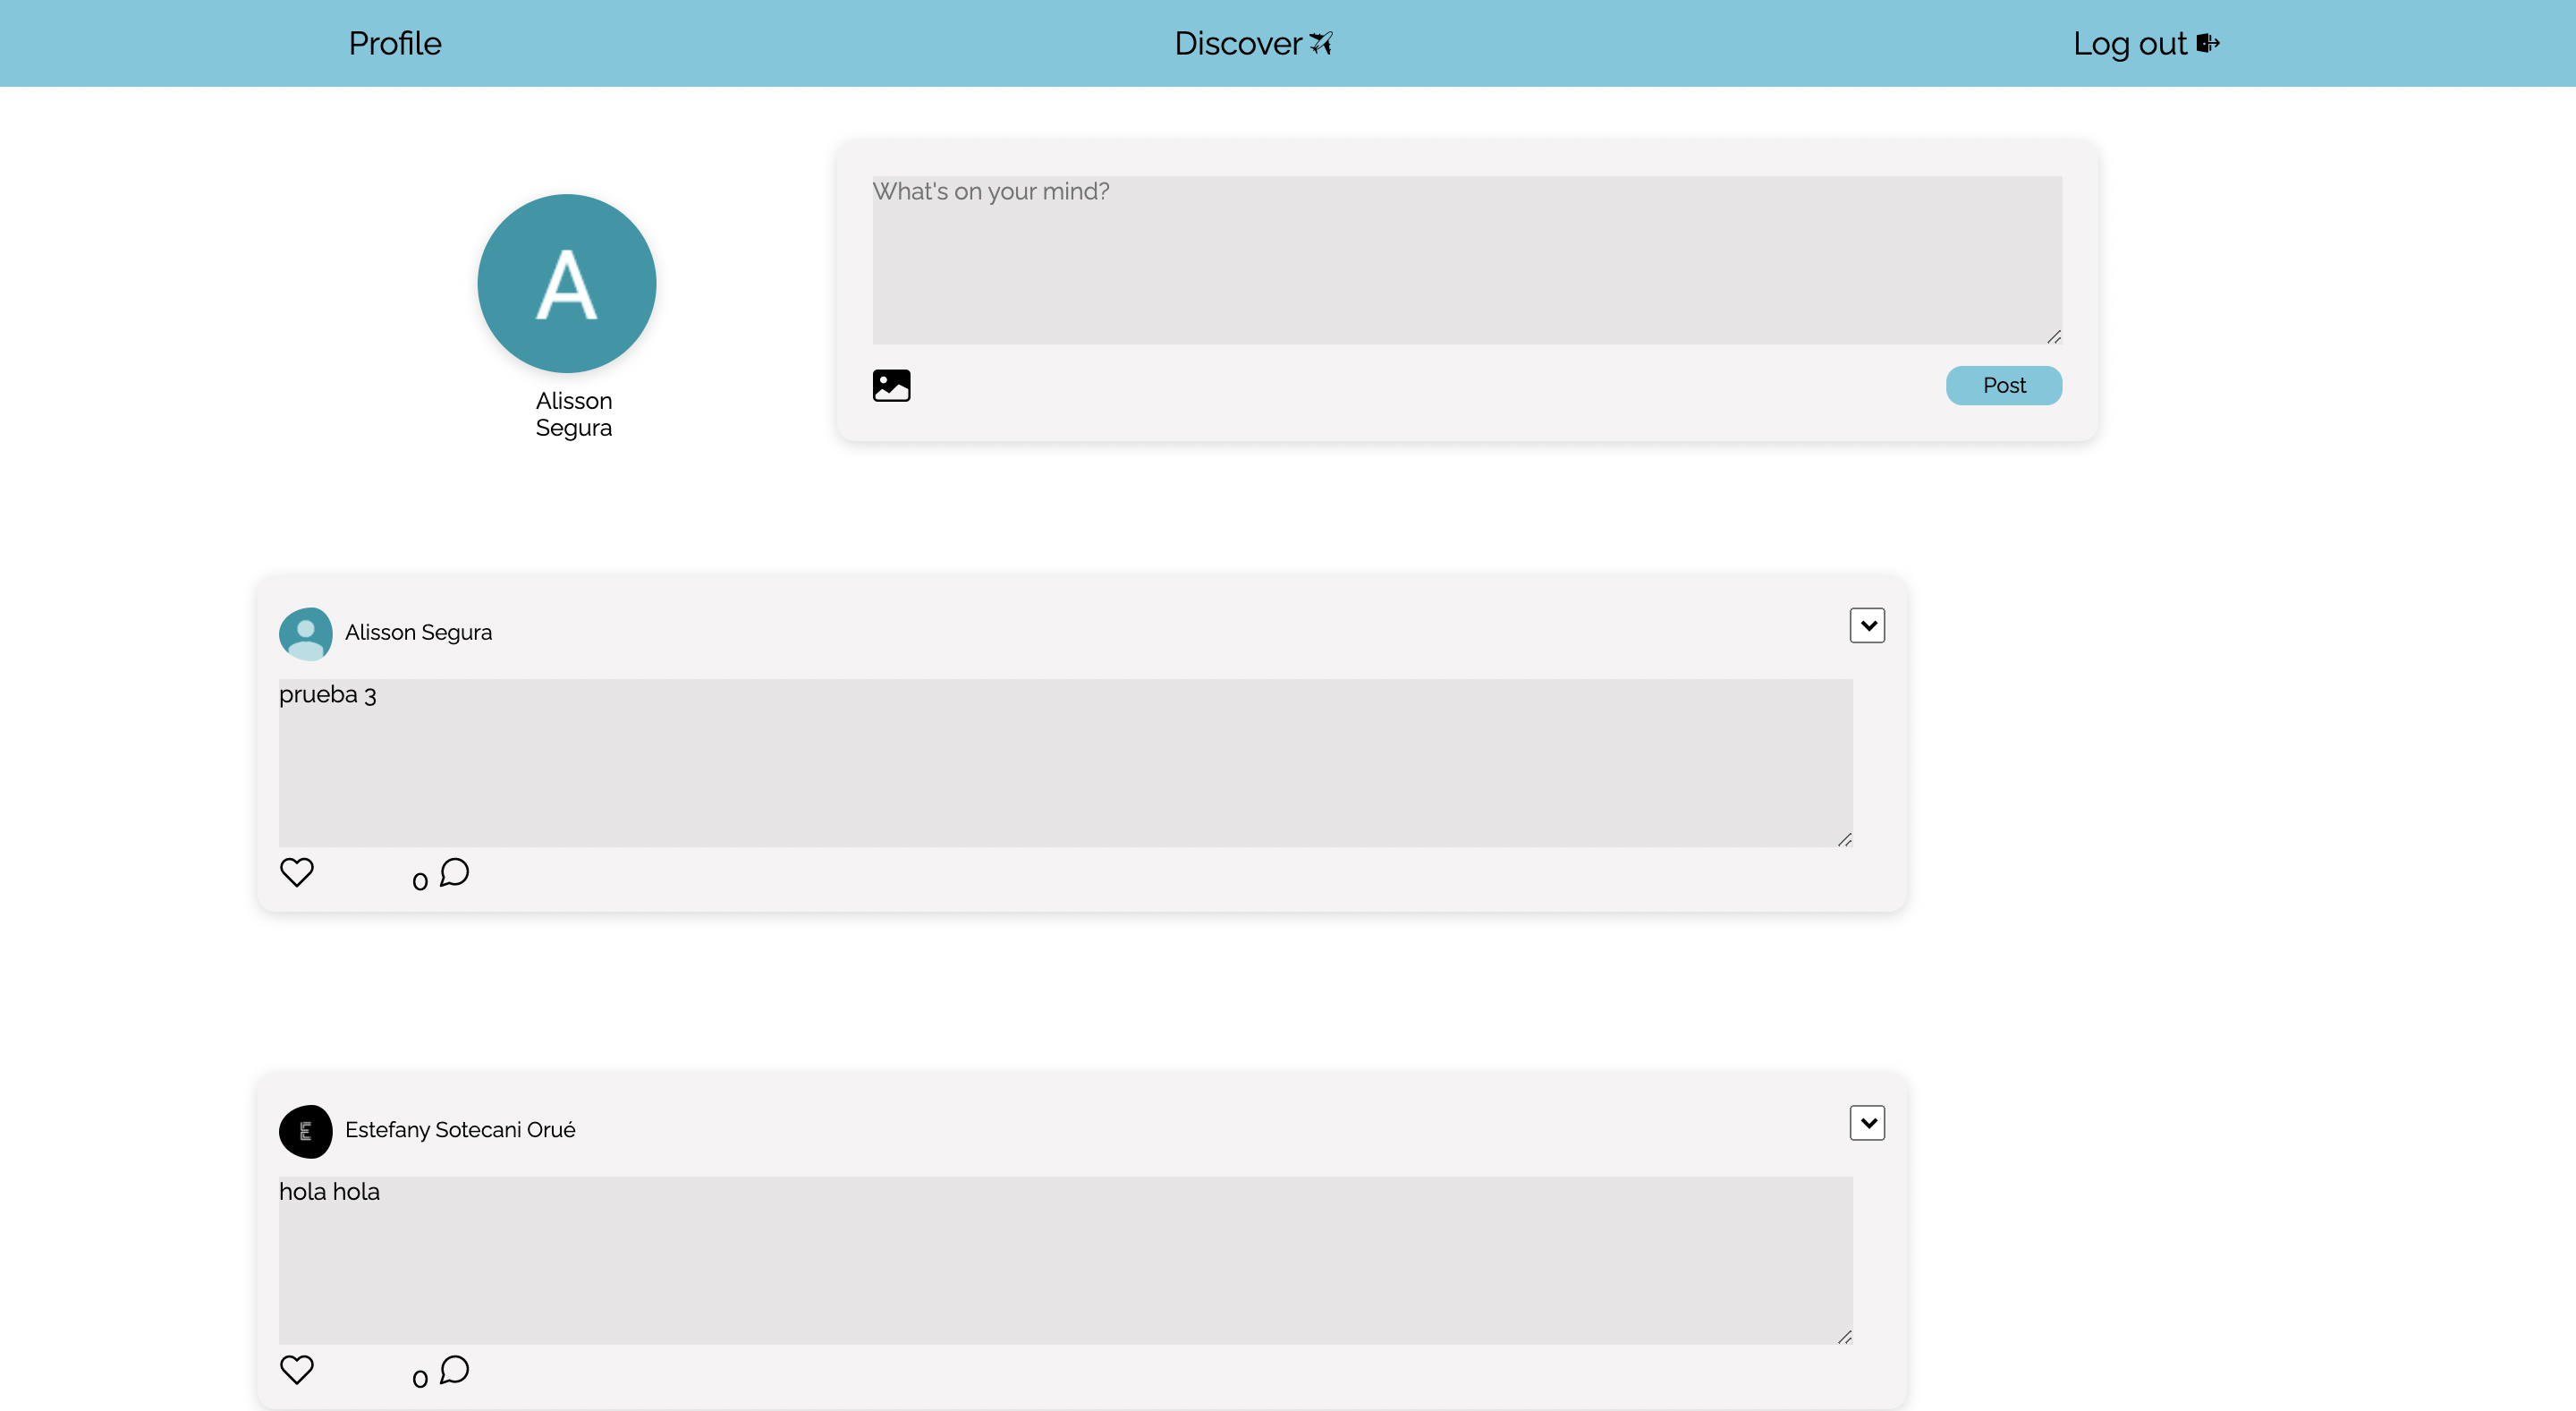 Profile
Discover
Log out
What's on your mind?
A
Post
Alisson
Segura
Alisson Segura
prueba 3
0
E
Estefany Sotecani Orué
hola hola
0